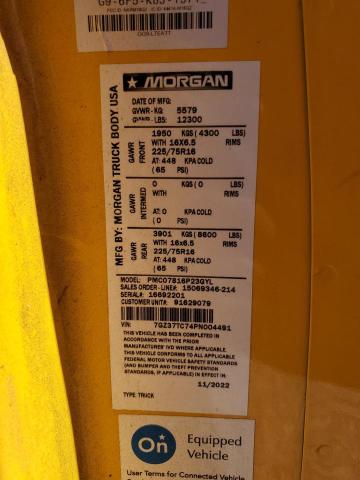 009LTEATT
MORGAN
MFG BY: MORGAN TRUCK BODY USA
DATE OF MFG:
GVWR- KG: 5579
GVWR- LBS: 12300
GAWR FRONT
1950 KGS (4300 LBS)
WITH 16X6.5 RIMS
225/75R16
AT: 448 KPA COLD
(65 PSI)
GAWR INTERMED
0 KGS (0 LBS)
WITH RIMS
AT: 0 KPA COLD
(0 PSI)
GAWR REAR
3901 KGS (8600 LBS)
WITH 16x6.5 RIMS
225/75R16
AT: 448 KPA COLD
(65 PSI)
MODEL: PMC07816P23GYL
SALES ORDER - LINE#: 15069346-214
SERIAL#: 16692201
CUSTOMER UNIT#: 91629079
VIN: 7GZ37TC74PN004491
THIS VEHICLE HAS BEEN COMPLETED IN
ACCORDANCE WITH THE PRIOR
MANUFACTURERS' IVD WHERE APPLICABLE.
THIS VEHICLE CONFORMS TO ALL APPLICABLE
FEDERAL MOTOR VEHICLE SAFETY STANDARDS
(AND BUMPER AND THEFT PREVENTION
STANDARDS, IF APPLICABLE) IN EFFECT IN:
11/2022
TYPE: TRUCK
On Equipped
Vehicle
User Terms for Connected Vehicle